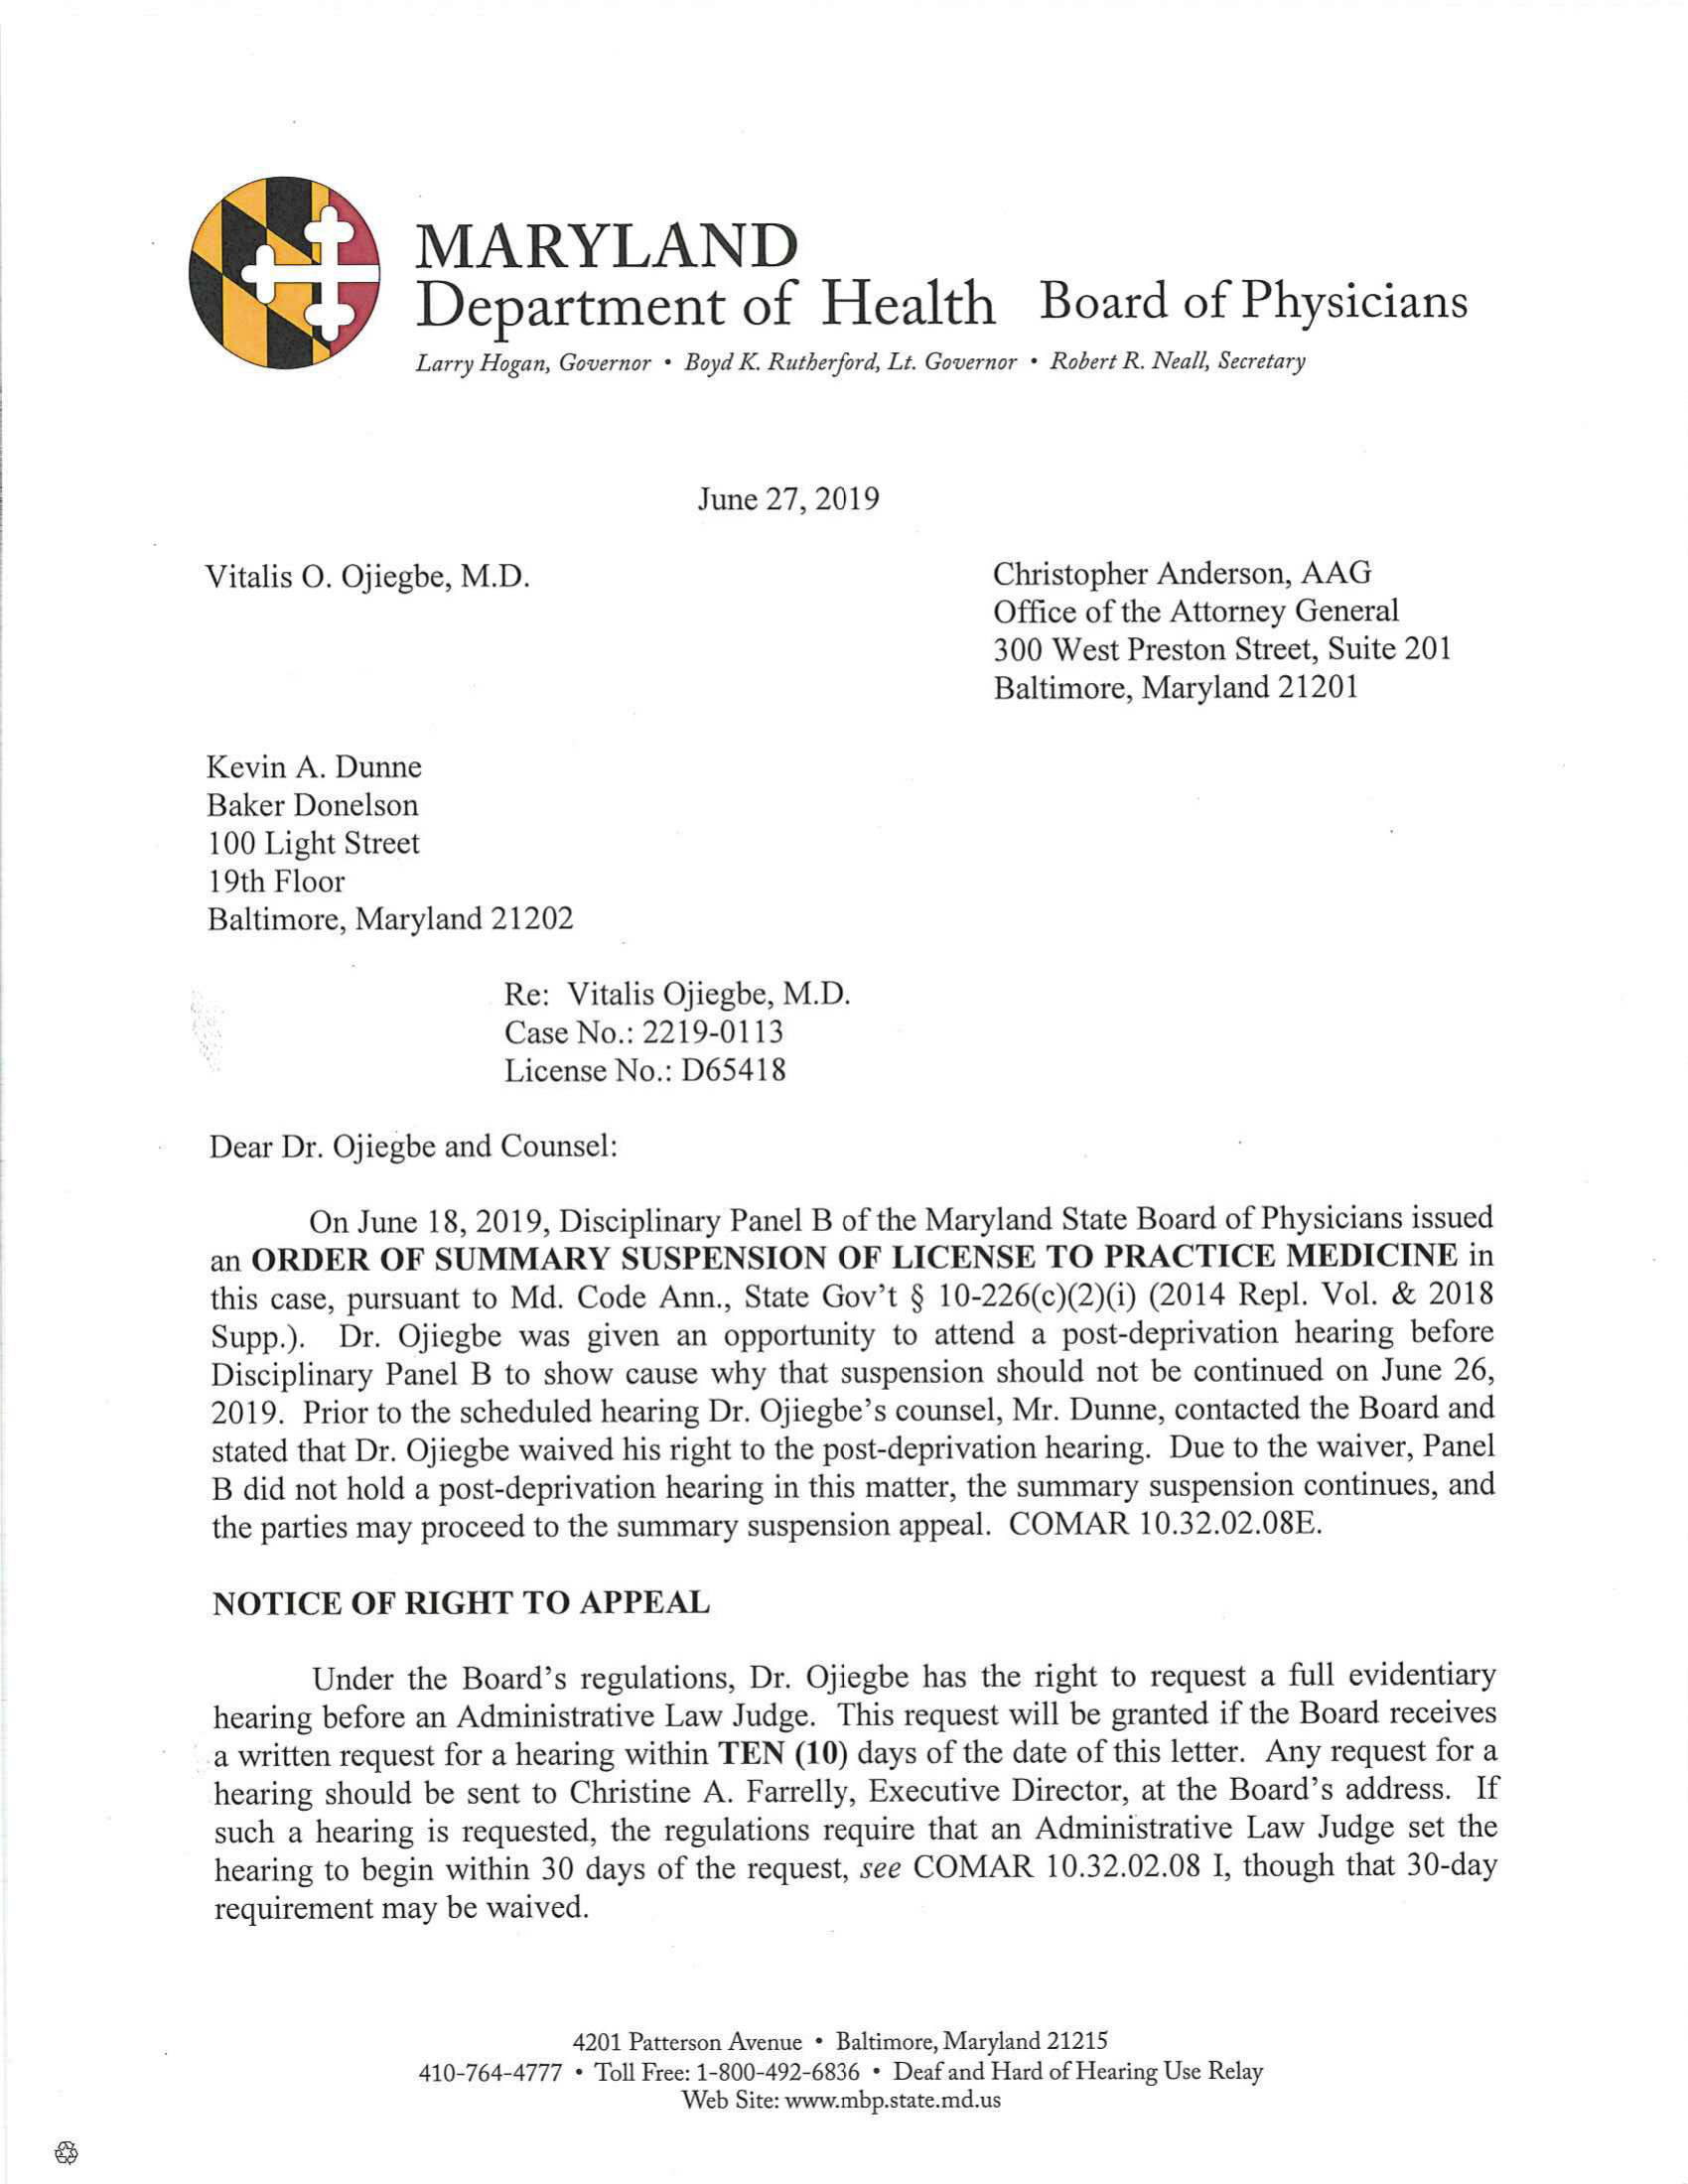 MARYLAND
Department of Health Board of Physicians
Larry Hogan, Governor • Boyd K. Rutherford, Lt. Governor • Robert R. Neall, Secretary
June 27, 2019
Vitalis O. Ojiegbe, M.D.
Christopher Anderson, AAG
Office of the Attorney General
300 West Preston Street, Suite 201
Baltimore, Maryland 21201
Kevin A. Dunne
Baker Donelson
100 Light Street
19th Floor
Baltimore, Maryland 21202
Re: Vitalis Ojiegbe, M.D.
Case No.: 2219-0113
License No.: D65418
Dear Dr. Ojiegbe and Counsel:
On June 18, 2019, Disciplinary Panel B of the Maryland State Board of Physicians issued
an ORDER OF SUMMARY SUSPENSION OF LICENSE TO PRACTICE MEDICINE in
this case, pursuant to Md. Code Ann., State Gov't § 10-226(c)(2)(i) (2014 Repl. Vol. & 2018
Supp.). Dr. Ojiegbe was given an opportunity to attend a post-deprivation hearing before
Disciplinary Panel B to show cause why that suspension should not be continued on June 26,
2019. Prior to the scheduled hearing Dr. Ojiegbe's counsel, Mr. Dunne, contacted the Board and
stated that Dr. Ojiegbe waived his right to the post-deprivation hearing. Due to the waiver, Panel
B did not hold a post-deprivation hearing in this matter, the summary suspension continues, and
the parties may proceed to the summary suspension appeal. COMAR 10.32.02.08E.
NOTICE OF RIGHT TO APPEAL
Under the Board's regulations, Dr. Ojiegbe has the right to request a full evidentiary
hearing before an Administrative Law Judge. This request will be granted if the Board receives
a written request for a hearing within TEN (10) days of the date of this letter. Any request for a
hearing should be sent to Christine A. Farrelly, Executive Director, at the Board's address. If
such a hearing is requested, the regulations require that an Administrative Law Judge set the
hearing to begin within 30 days of the request, see COMAR 10.32.02.08 I, though that 30-day
requirement may be waived.
4201 Patterson Avenue • Baltimore, Maryland 21215
410-764-4777 • Toll Free: 1-800-492-6836 • Deaf and Hard of Hearing Use Relay
Web Site: www.mbp.state.md.us